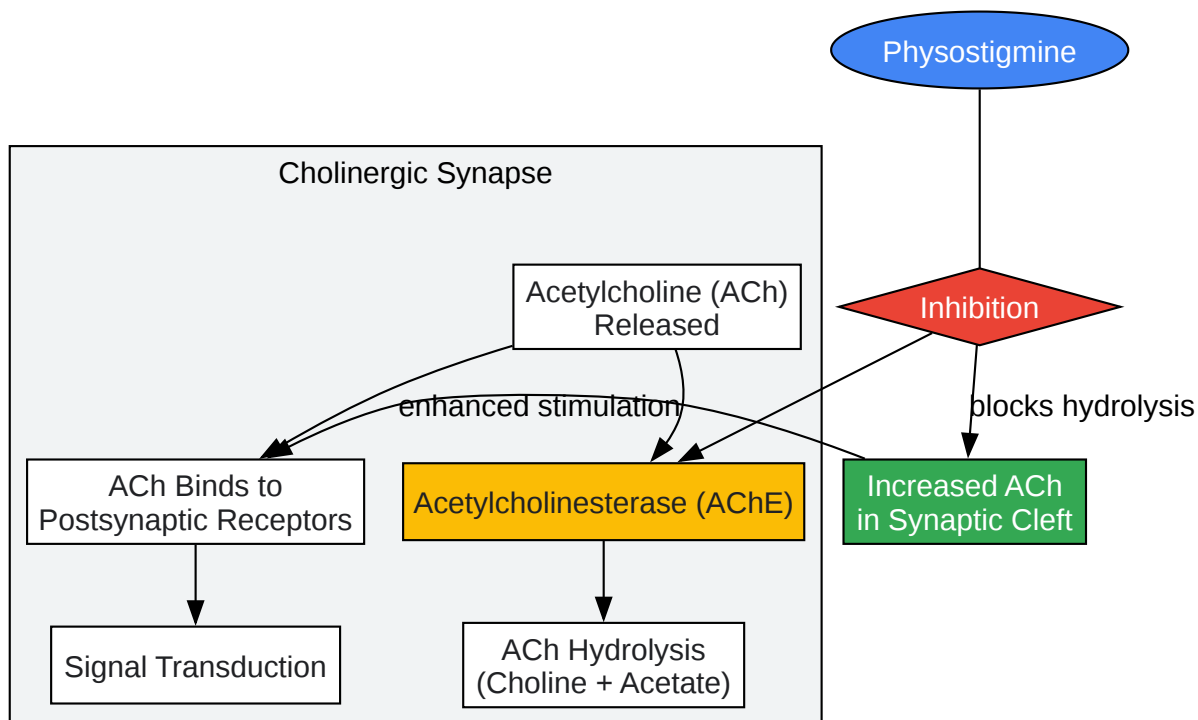 Physostigmine
Cholinergic Synapse
Acetylcholine (ACh)
Released
Inhibition
enhanced stimulation
blocks hydrolysis
ACh Binds to
Postsynaptic Receptors
Acetylcholinesterase (AChE)
Increased ACh
in Synaptic Cleft
Signal Transduction
ACh Hydrolysis
(Choline + Acetate)